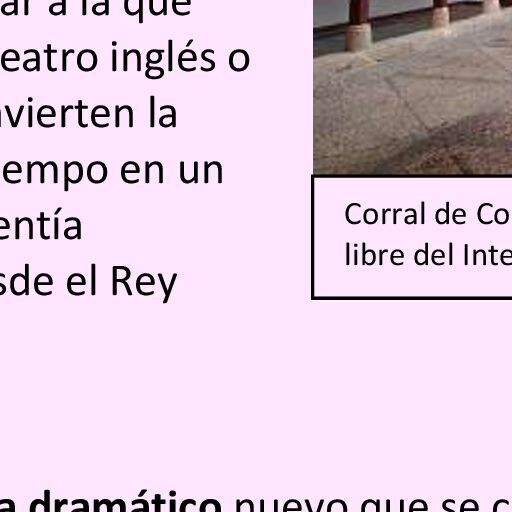 ar a la que
eatro inglés o
vierten la
empo en un
entía
sde el Rey
Corral de Co
libre del Inte
a dramático nuevo que se c